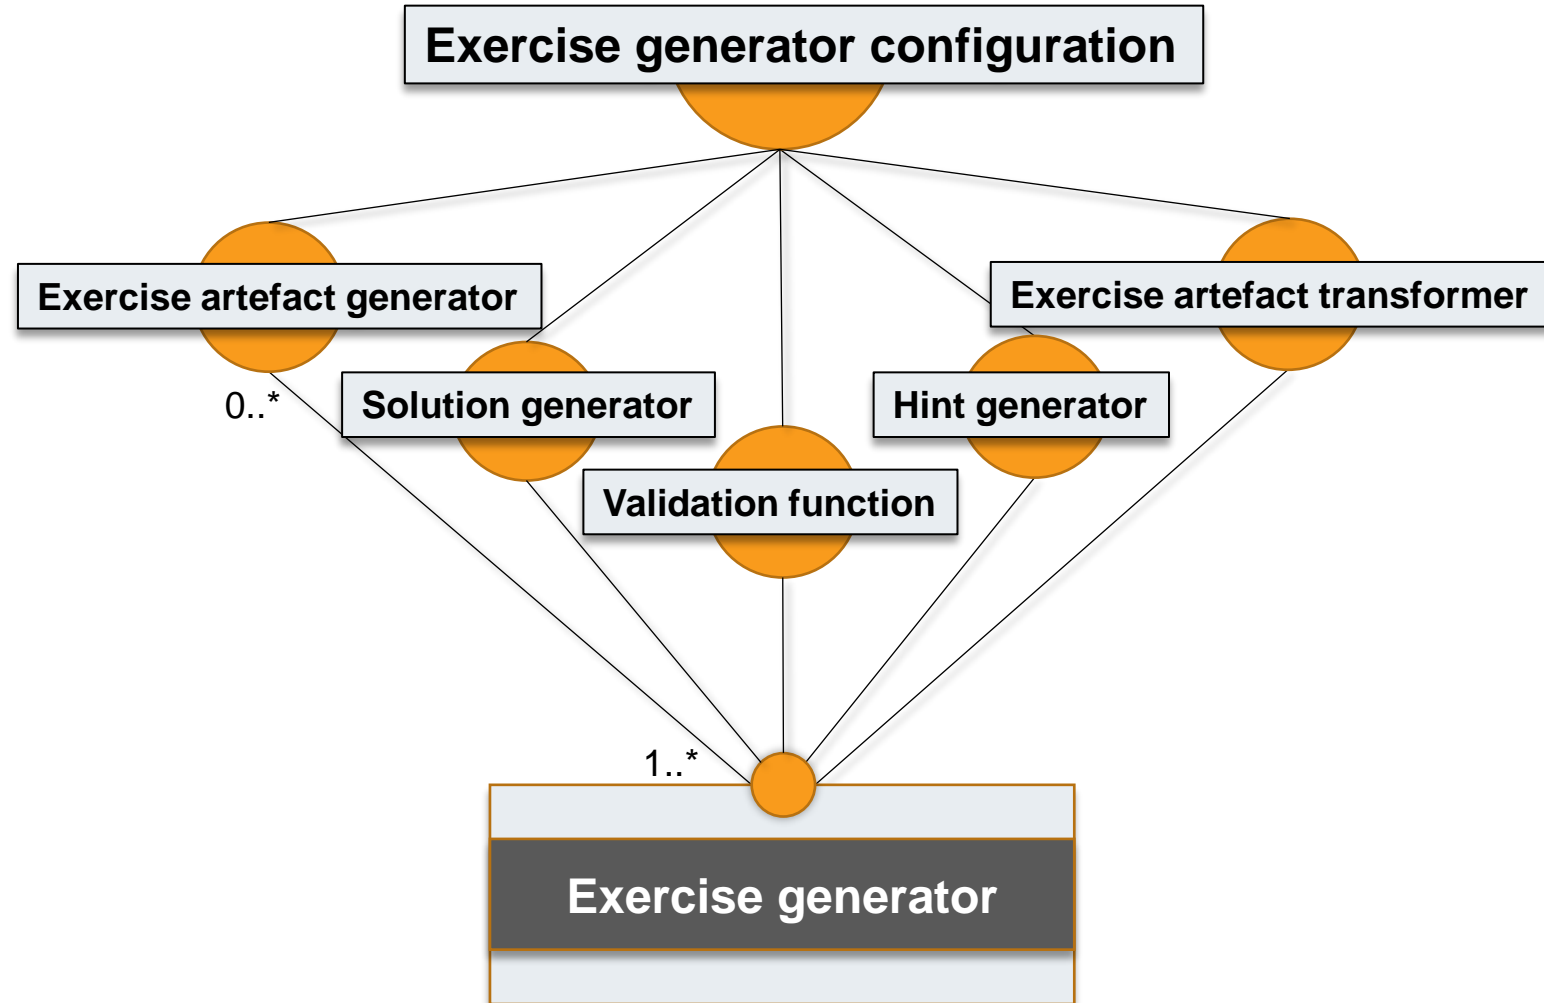 Exercise generator configuration
Exercise artefact generator
Exercise artefact transformer
0..*
Solution generator
Hint generator
Validation function
1..*
Exercise generator